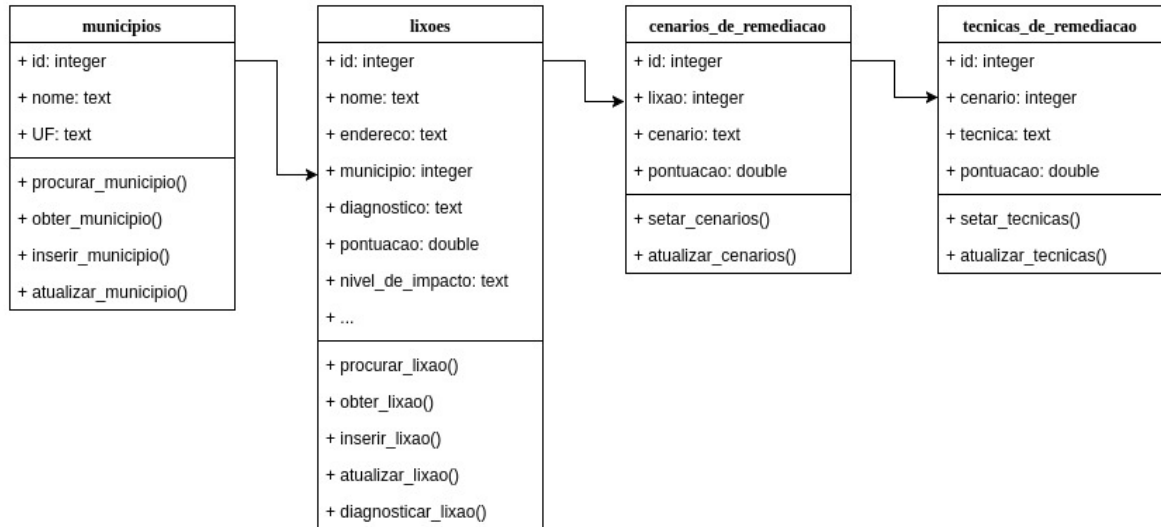 municipios
+ id: integer
+ nome: text
+ UF: text
+ procurar_municipio()
+ obter_municipio()
+ inserir_municipio()
+ atualizar_municipio()
lixoes
+ id: integer
+ nome: text
+ endereco: text
+ municipio: integer
+ diagnostico: text
+ pontuacao: double
+ nivel_de_impacto: text
+ ...
+ procurar_lixao()
+ obter_lixao()
+ inserir_lixao()
+ atualizar_lixao()
+ diagnosticar_lixao()
cenarios_de_remediacao
+ id: integer
+ lixao: integer
+ cenario: text
+ pontuacao: double
+ setar_cenarios()
+ atualizar_cenarios()
tecnicas_de_remediacao
+ id: integer
+ cenario: integer
+ tecnica: text
+ pontuacao: double
+ setar_tecnicas()
+ atualizar_tecnicas()